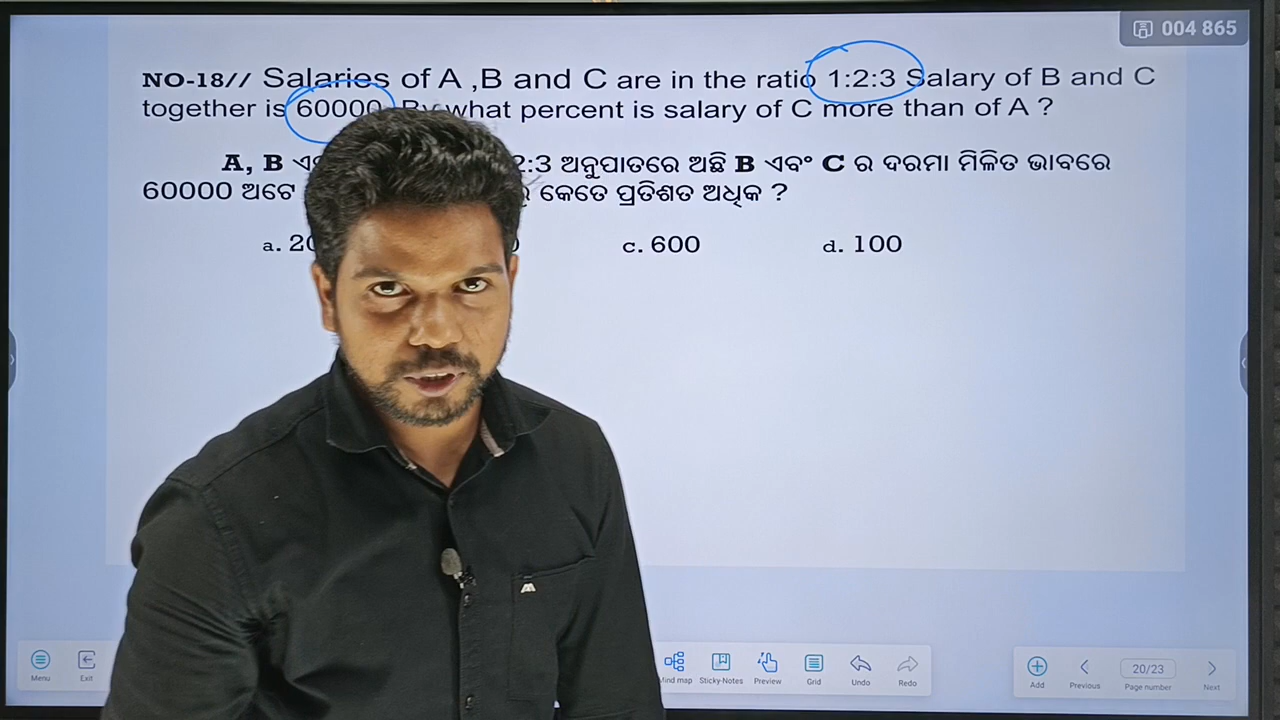 004 865
NO-18// Salaries of A ,B and C are in the ratio 1:2:3 Salary of B and C
together is 60000. By what percent is salary of C more than of A ?
A, B 2:3 ଅନୁପାତରେ ଅଛି B ଏବଂ C ର ଦରମା ମିଳିତ ଭାବରେ
60000 ଅଟେ କେତେ ପ୍ରତିଶତ ଅଧିକ ?
a. 20 c. 600 d. 100
Menu Exit Mind map Sticky-Notes Preview Grid Undo Redo Add Previous 20/23 Page number Next